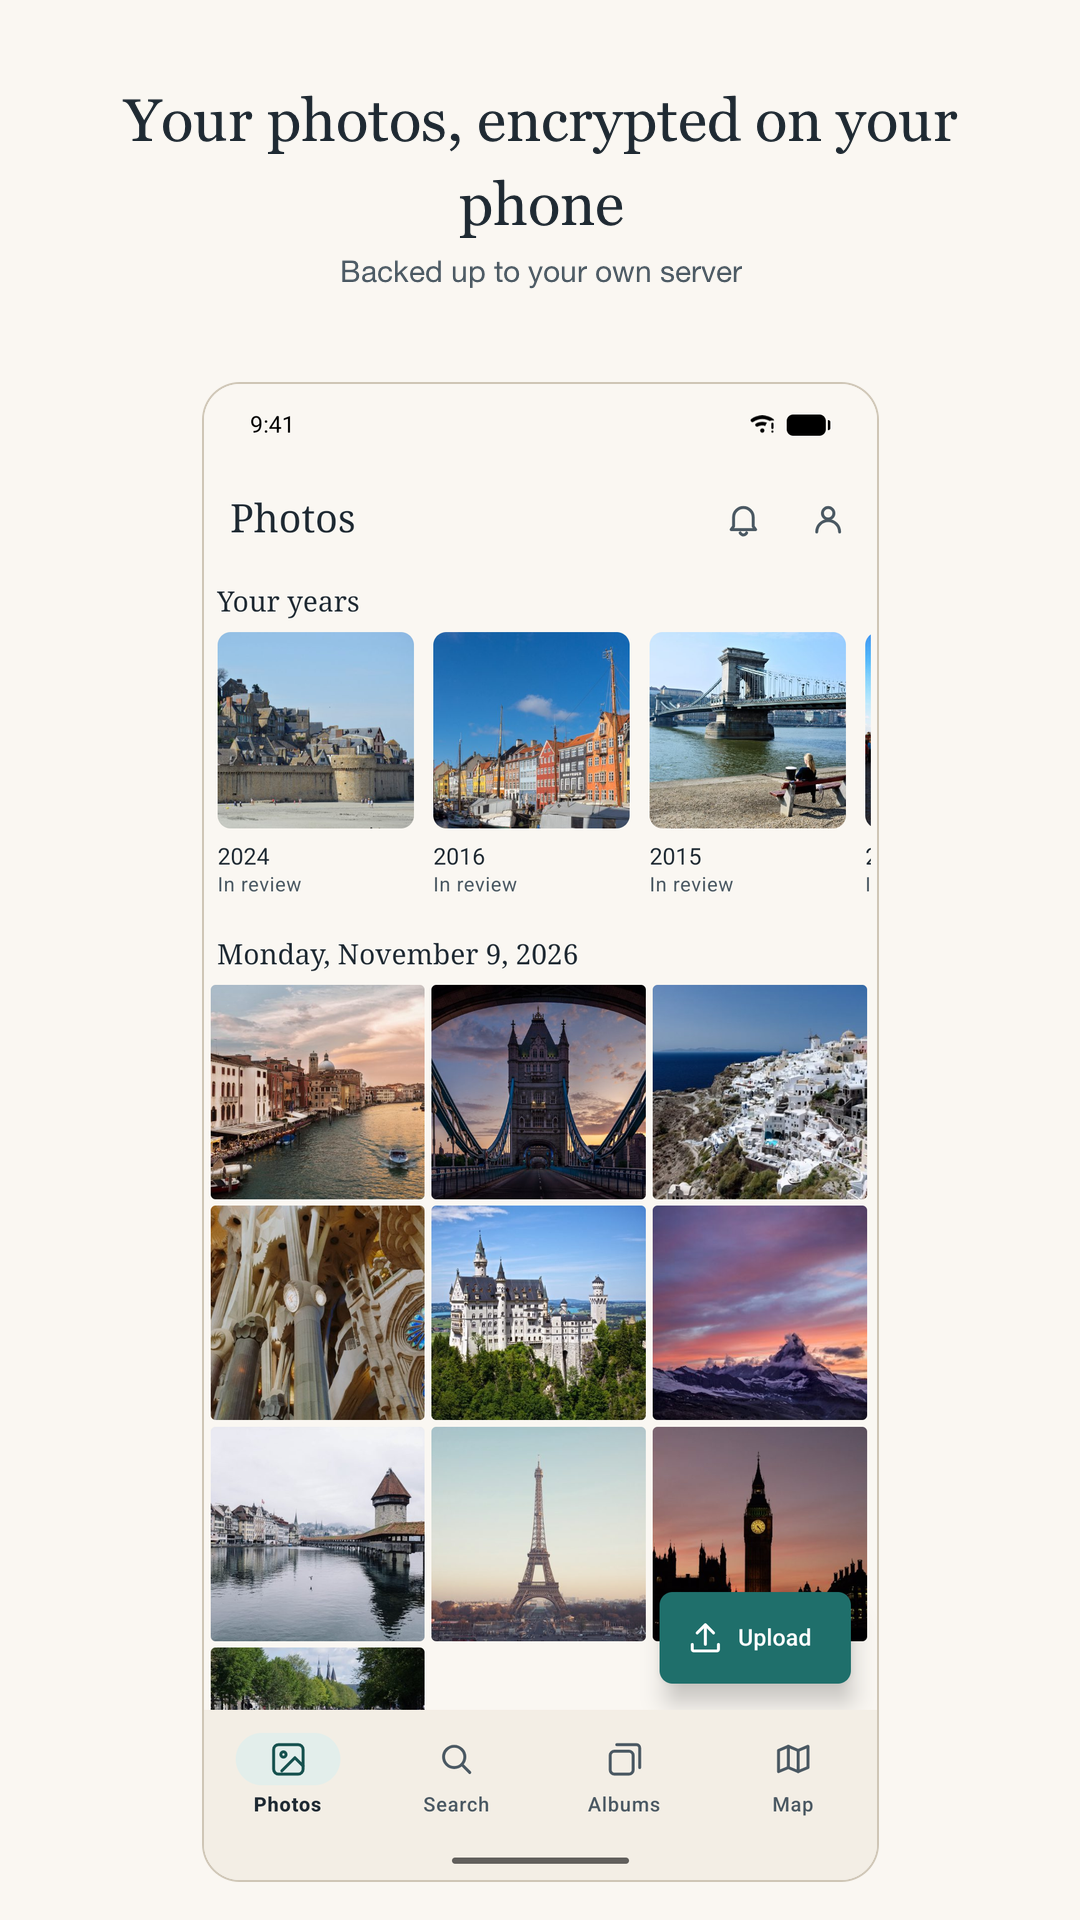 Your photos, encrypted on your
phone
Backed up to your own server
9:41
Photos
Your years
2024
In review
2016
In review
2015
In review
Monday, November 9, 2026
Upload
Photos
Search
Albums
Map